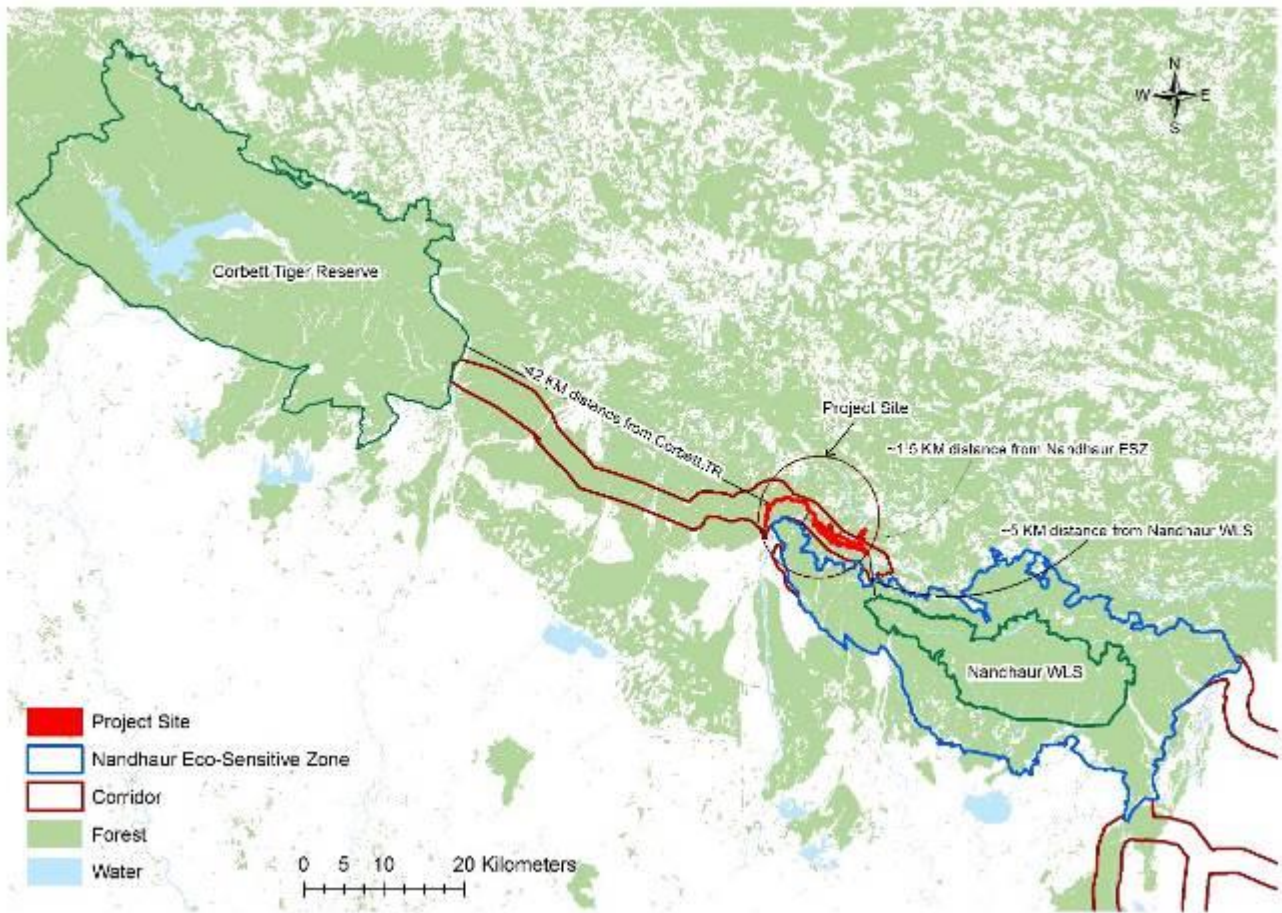 N
W E
S
Corbett Tiger Reserve
~42 KM distance from Corbett TR
Project Site
~1.5 KM distance from Nandhaur ESZ
~5 KM distance from Nandhaur WLS
Nandhaur WLS
Project Site
Nandhaur Eco-Sensitive Zone
Corridor
Forest
Water
0 5 10 20 Kilometers